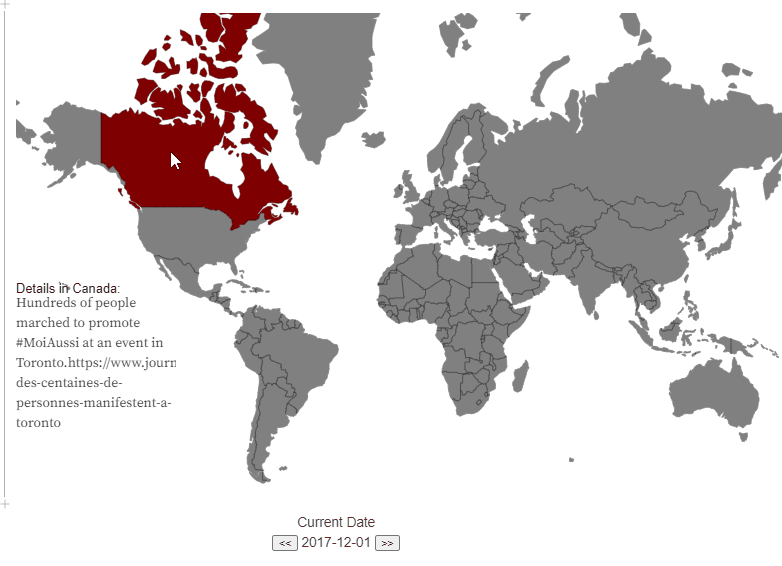 Details in Canada:
Hundreds of people
marched to promote
#MoiAussi at an event in
Toronto.https://www.journ
des-centaines-de-
personnes-manifestent-a-
toronto
Current Date
<< 2017-12-01 >>